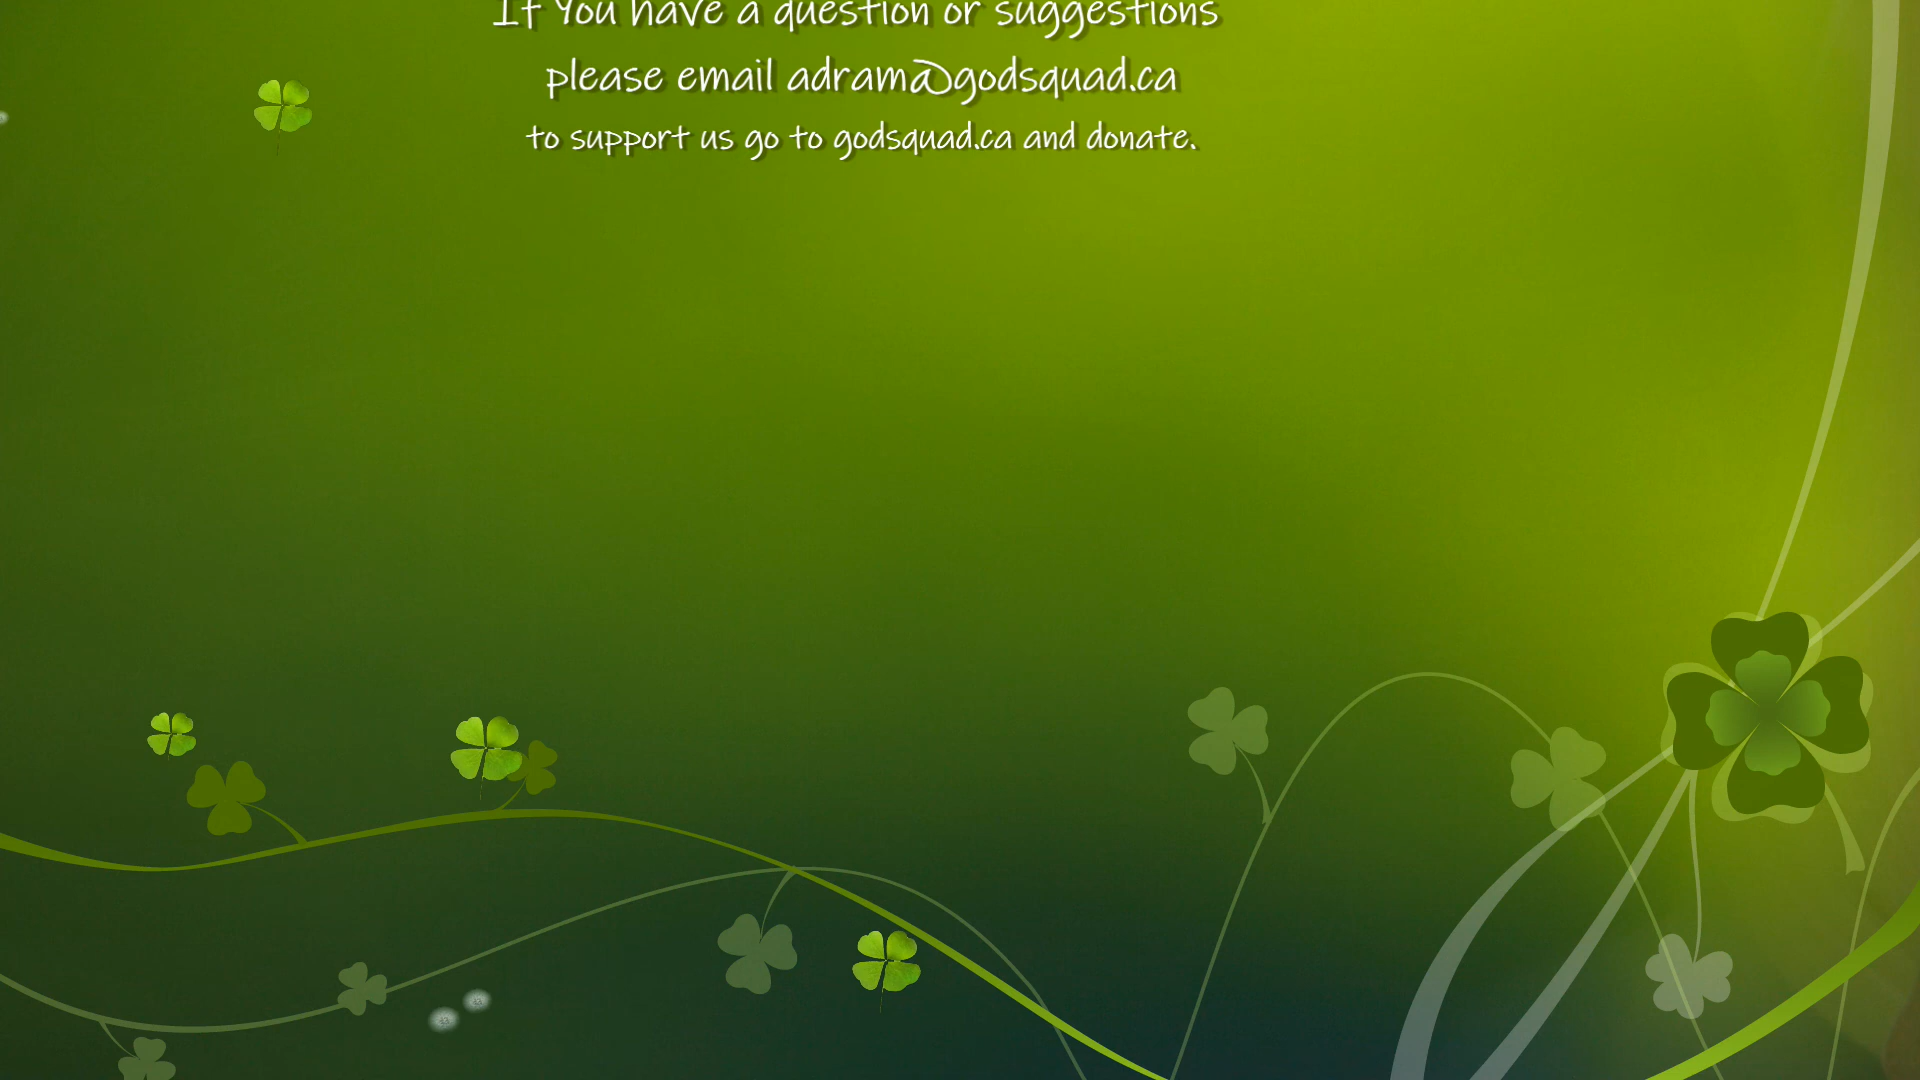 If You have a question or suggestions
please email adram@godsquad.ca
to support us go to godsquad.ca and donate.